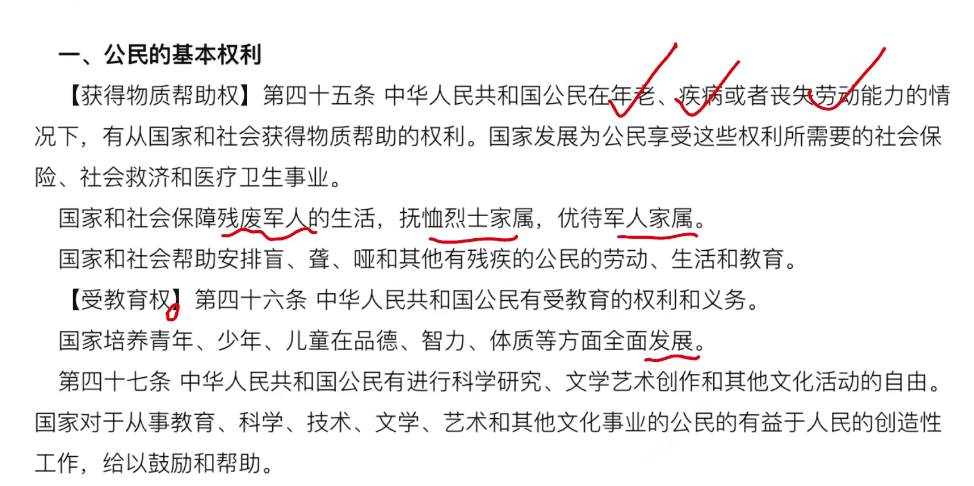 一、公民的基本权利
【获得物质帮助权】第四十五条 中华人民共和国公民在年老、疾病或者丧失劳动能力的情
况下，有从国家和社会获得物质帮助的权利。国家发展为公民享受这些权利所需要的社会保
险、社会救济和医疗卫生事业。
国家和社会保障残废军人的生活，抚恤烈士家属，优待军人家属。
国家和社会帮助安排盲、聋、哑和其他有残疾的公民的劳动、生活和教育。
【受教育权】第四十六条 中华人民共和国公民有受教育的权利和义务。
国家培养青年、少年、儿童在品德、智力、体质等方面全面发展。
第四十七条 中华人民共和国公民有进行科学研究、文学艺术创作和其他文化活动的自由。
国家对于从事教育、科学、技术、文学、艺术和其他文化事业的公民的有益于人民的创造性
工作，给以鼓励和帮助。